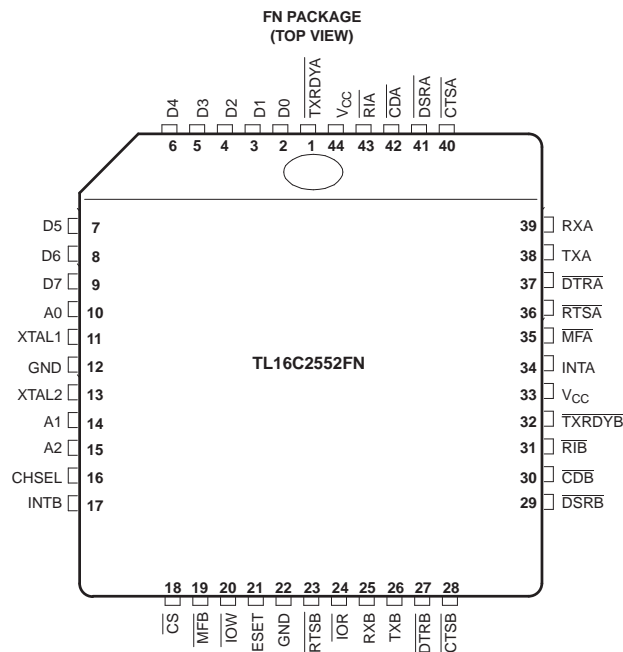 FN PACKAGE
(TOP VIEW)
D4 D3 D2 D1 D0 TXRDYA VCC RIA CDA DSRA CTSA
6 5 4 3 2 1 44 43 42 41 40
D5 7 39 RXA
D6 8 38 TXA
D7 9 37 DTRA
A0 10 36 RTSA
XTAL1 11 35 MFA
GND 12 34 INTA
TL16C2552FN
XTAL2 13 33 VCC
A1 14 32 TXRDYB
A2 15 31 RIB
CHSEL 16 30 CDB
INTB 17 29 DSRB
18 19 20 21 22 23 24 25 26 27 28
CS MFB IOW ESET GND RTSB IOR RXB TXB DTRB CTSB